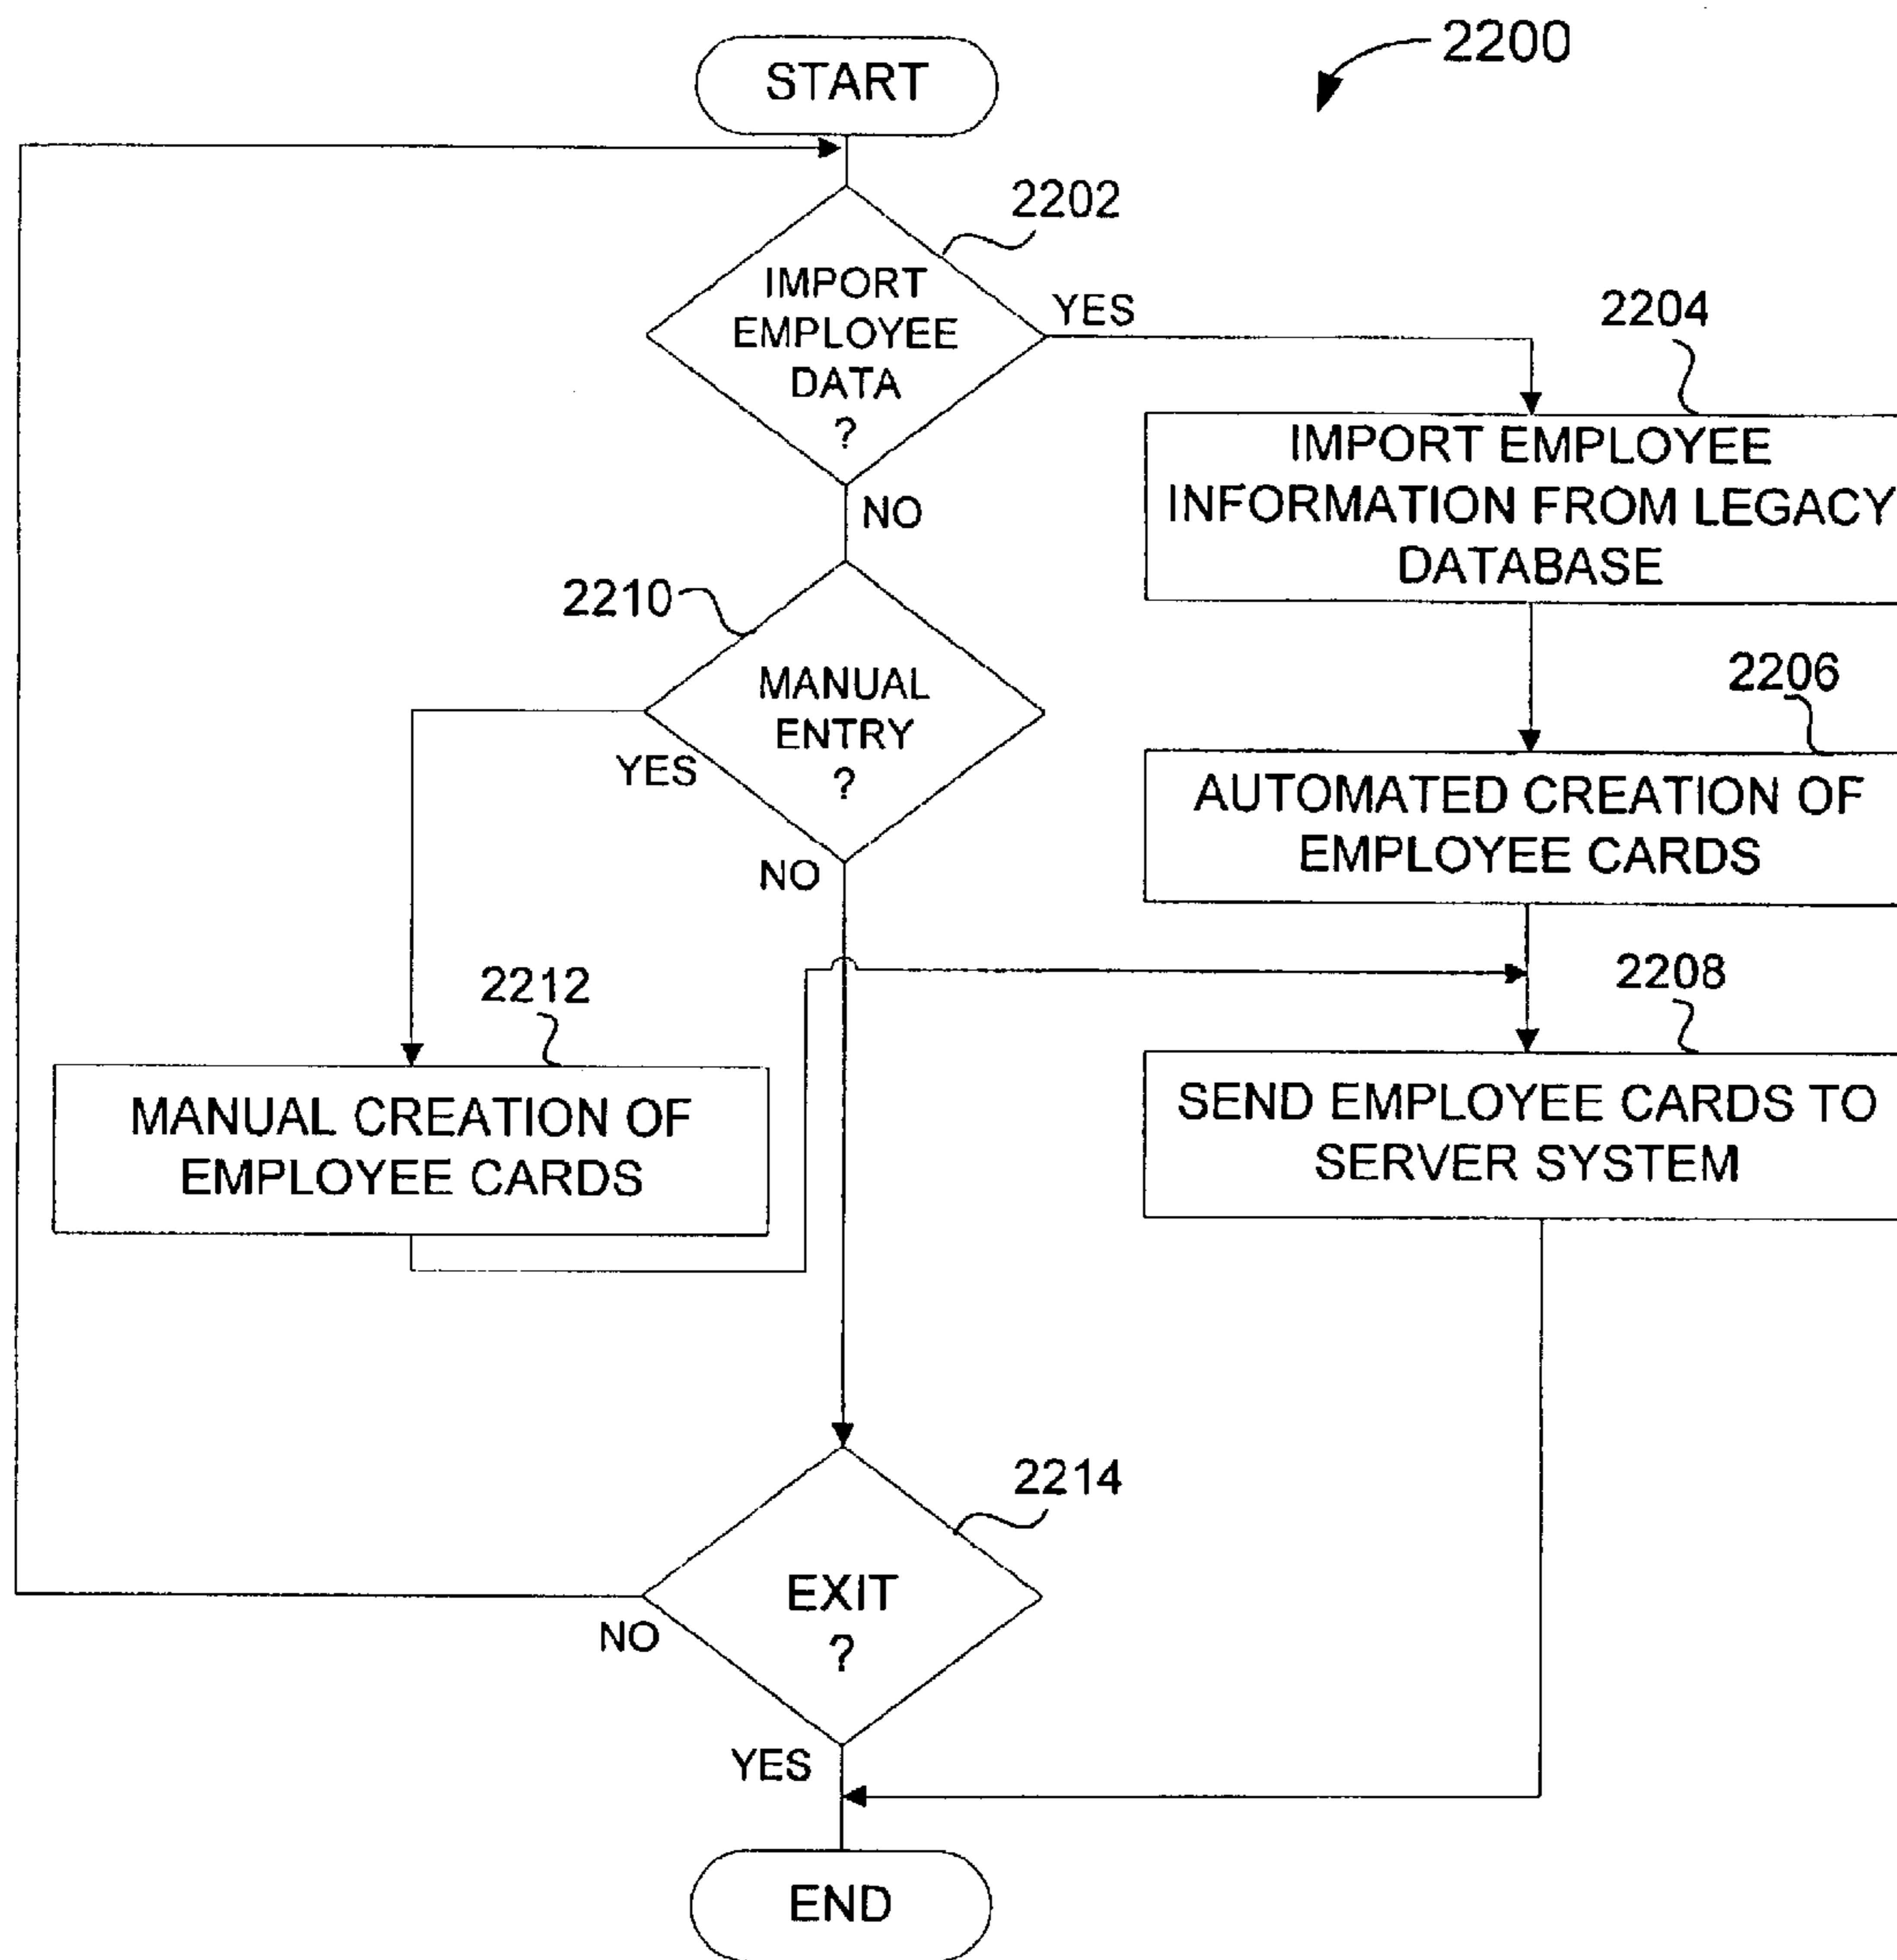 START
2200
2202
IMPORT
EMPLOYEE
DATA
?
YES
NO
2204
IMPORT EMPLOYEE
INFORMATION FROM LEGACY
DATABASE
2210
MANUAL
ENTRY
?
YES
NO
2206
AUTOMATED CREATION OF
EMPLOYEE CARDS
2212
MANUAL CREATION OF
EMPLOYEE CARDS
2208
SEND EMPLOYEE CARDS TO
SERVER SYSTEM
2214
EXIT
?
NO
YES
END